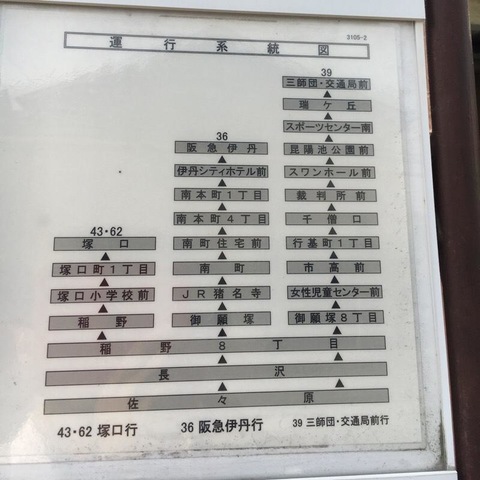 3105-2
運行系統図
39
三師団・交通局前
瑞ケ丘
スポーツセンター南
36
阪急伊丹
昆陽池公園前
伊丹シティホテル前
スワンホール前
南本町1丁目
裁判所前
南本町4丁目
千僧口
43・62
塚口
南町住宅前
行基町1丁目
塚口町1丁目
南町
市高前
塚口小学校前
JR猪名寺
女性児童センター前
稲野
御願塚
御願塚8丁目
稲野8丁目
長沢
佐々原
43・62 塚口行
36 阪急伊丹行
39 三師団・交通局前行